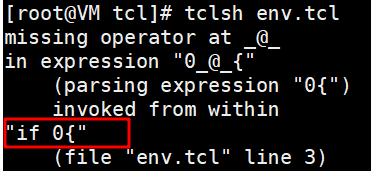 [root@VM tcl]# tclsh env.tcl
missing operator at _@_
in expression "0_@_{"
    (parsing expression "0{")
    invoked from within
"if 0{"
    (file "env.tcl" line 3)